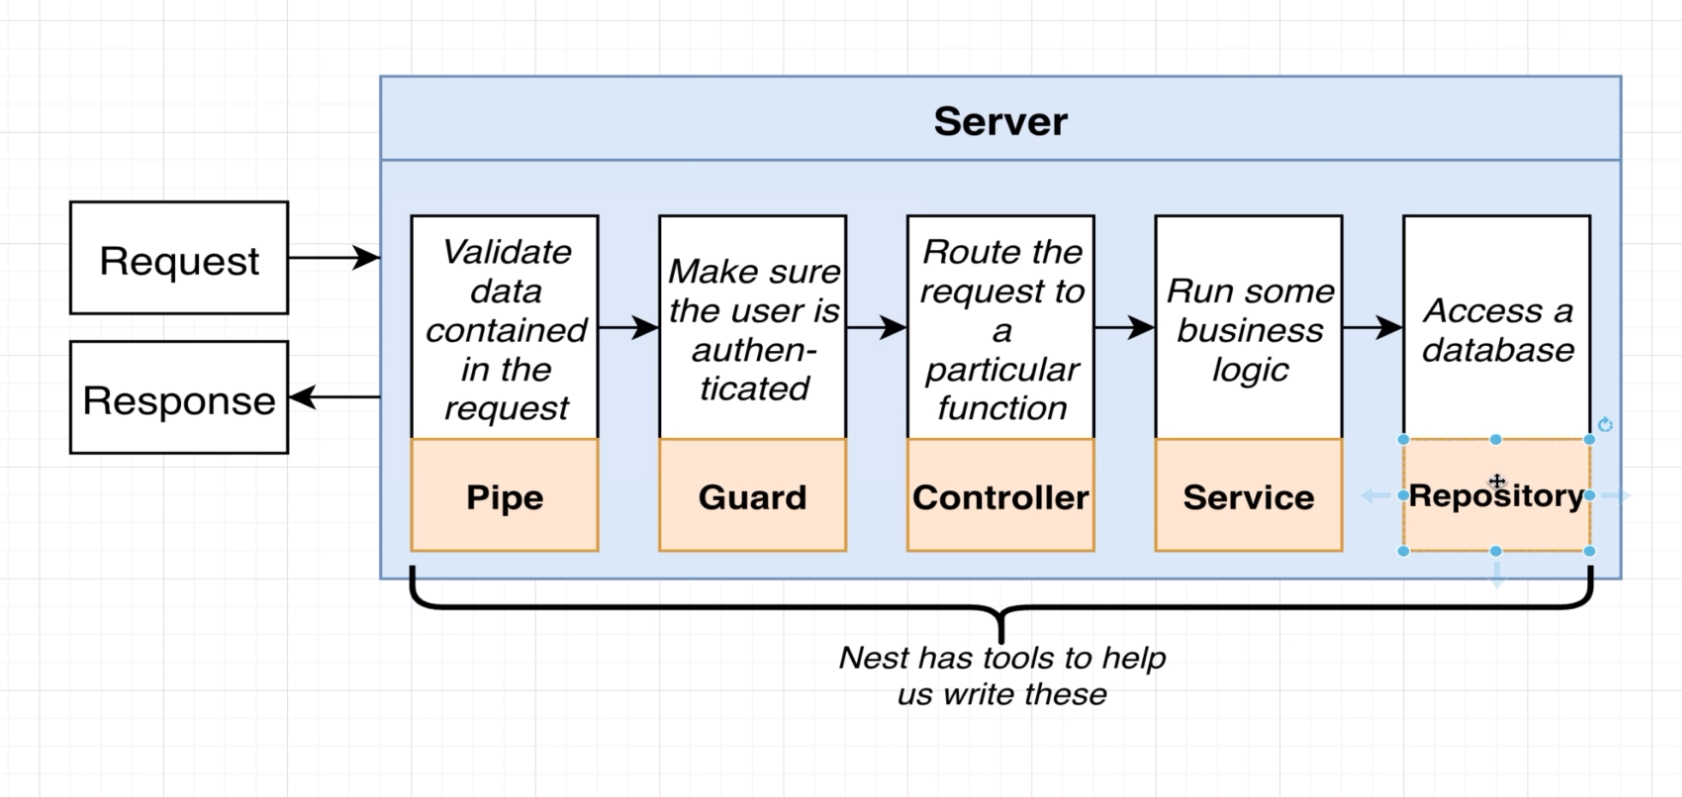 Server
Request
Response
Validate
data
contained
in the
request
Pipe
Make sure
the user is
authen-
ticated
Guard
Route the
request to
a
particular
function
Controller
Run some
business
logic
Service
Access a
database
Repository
Nest has tools to help
us write these